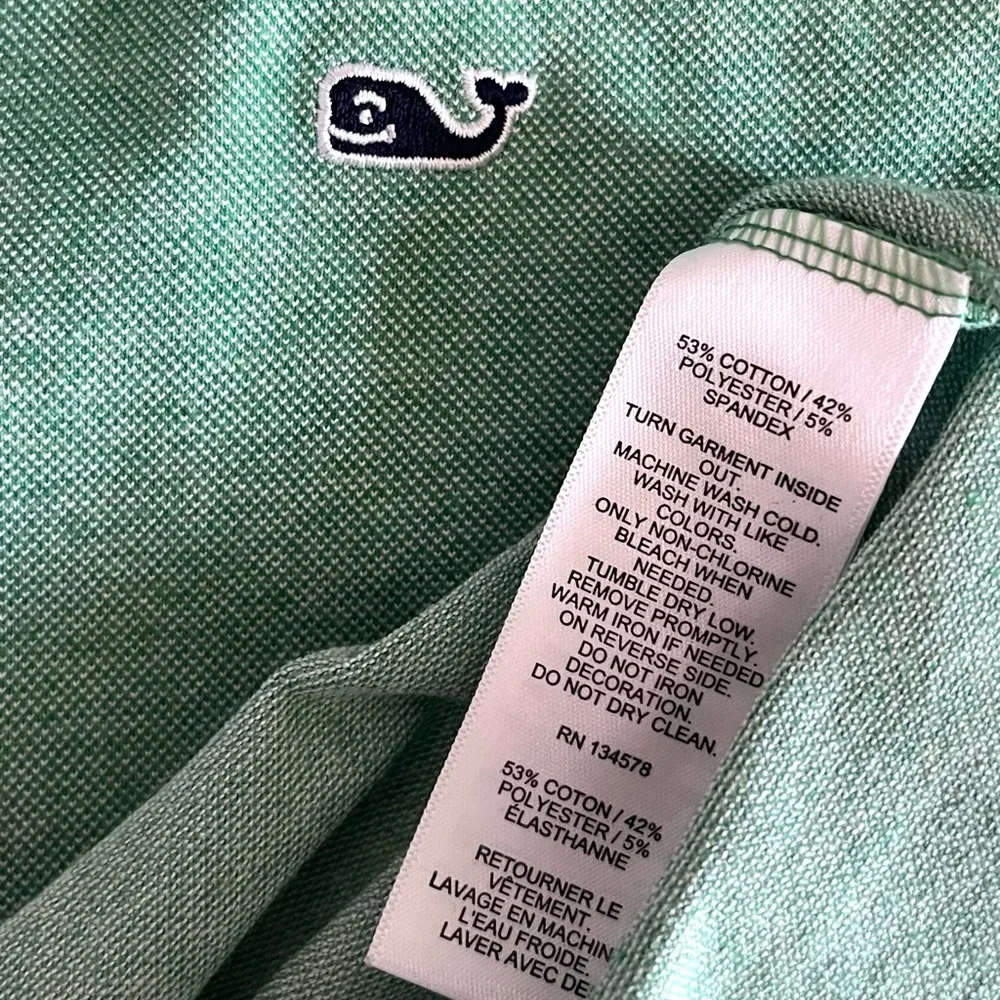 53% COTTON / 42%
POLYESTER / 5%
SPANDEX
TURN GARMENT INSIDE
OUT.
MACHINE WASH COLD.
WASH WITH LIKE
COLORS.
ONLY NON-CHLORINE
BLEACH WHEN
NEEDED.
TUMBLE DRY LOW.
REMOVE PROMPTLY.
WARM IRON IF NEEDED
ON REVERSE SIDE.
DO NOT IRON
DECORATION.
DO NOT DRY CLEAN.
RN 134578
53% COTON / 42%
POLYESTER / 5%
ÉLASTHANNE
RETOURNER LE
VÊTEMENT.
LAVAGE EN MACHIN
L'EAU FROIDE.
LAVER AVEC DE